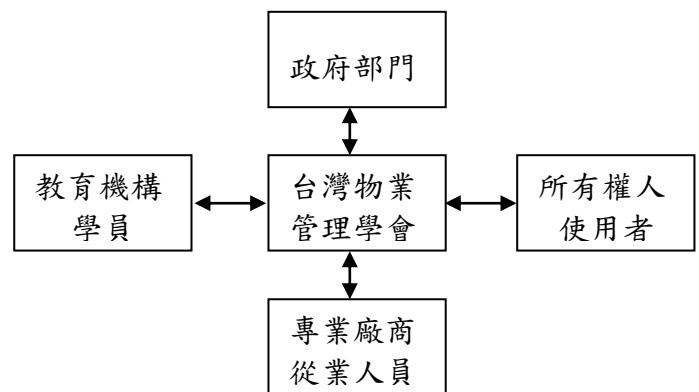 政府部門
教育機構
學員
台灣物業
管理學會
所有權人
使用者
專業廠商
從業人員